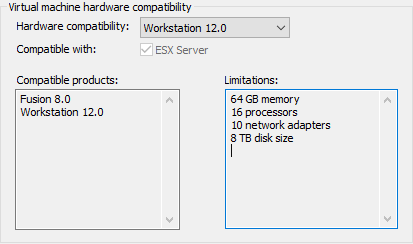 Virtual machine hardware compatibility
Hardware compatibility: Workstation 12.0
Compatible with: ESX Server
Compatible products:
Fusion 8.0
Workstation 12.0
Limitations:
64 GB memory
16 processors
10 network adapters
8 TB disk size